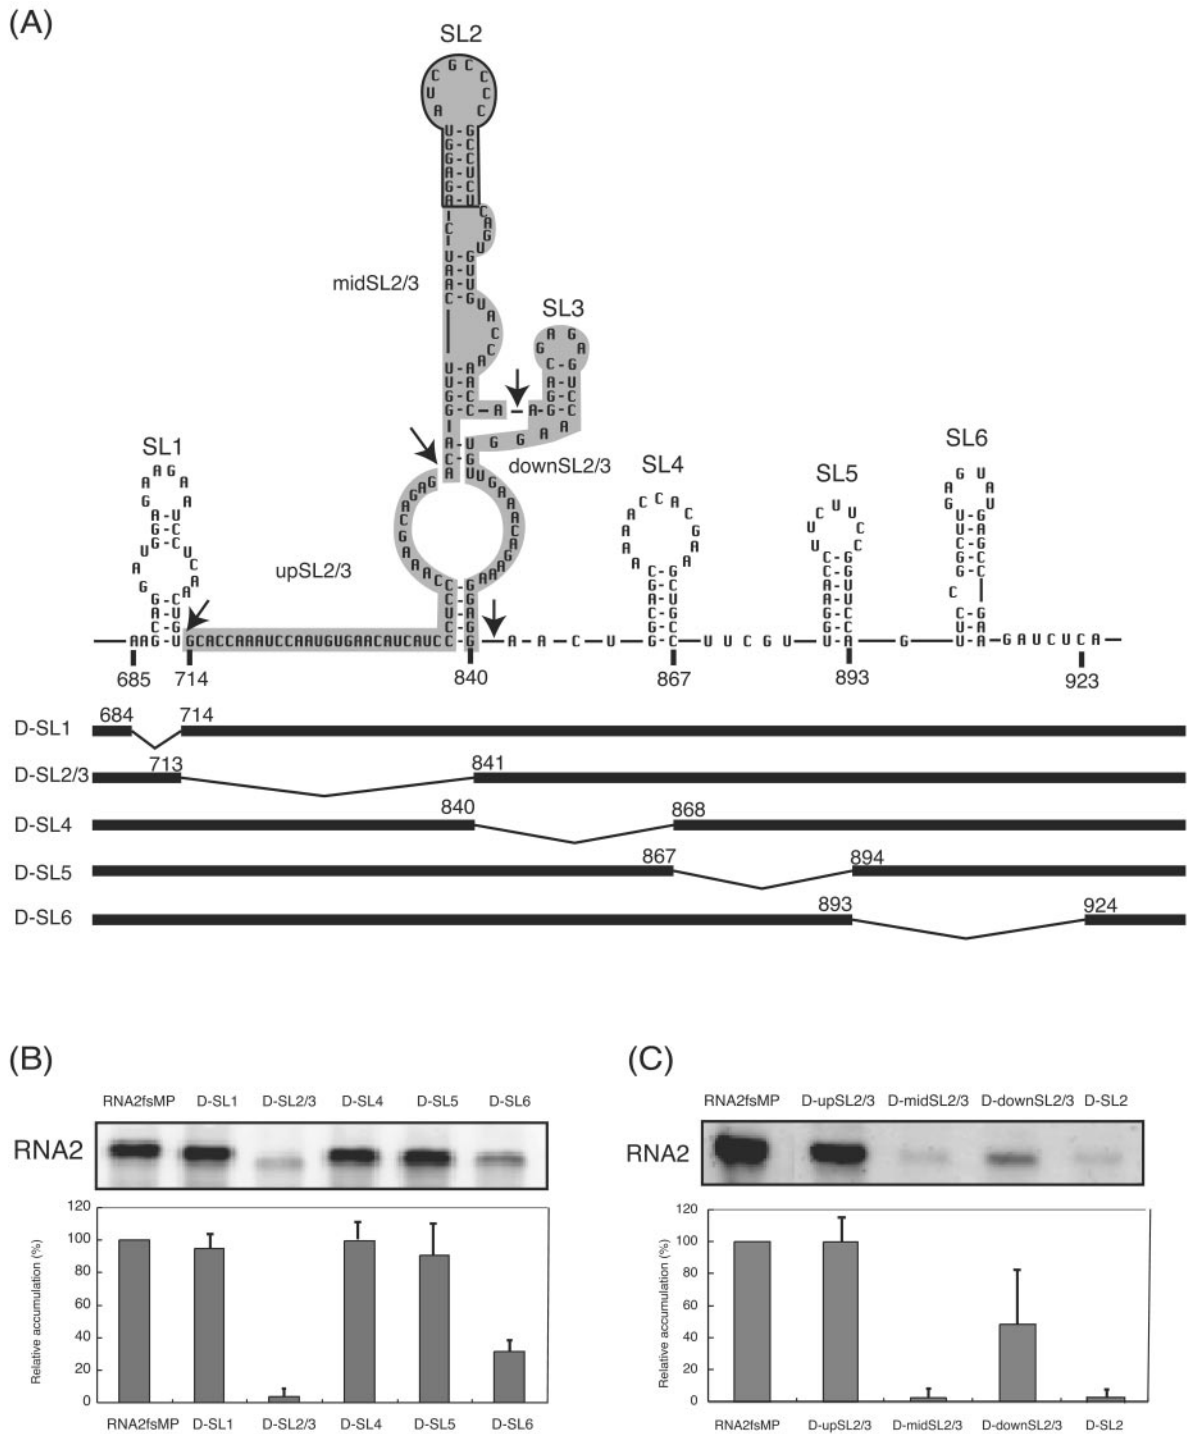 (A)
SL2
midSL2/3
SL3
downSL2/3
SL1
SL4
SL5
SL6
upSL2/3
GCACCAAAUCCAAUGUGAACAUCAUCC
A A C U
U U C G U U
G
GAUCUCA
685 714 840 867 893 923
D-SL1 684 714
D-SL2/3 713 841
D-SL4 840 868
D-SL5 867 894
D-SL6 893 924
(B)
RNA2fsMP D-SL1 D-SL2/3 D-SL4 D-SL5 D-SL6
RNA2
Relative accumulation (%)
120
100
80
60
40
20
0
RNA2fsMP D-SL1 D-SL2/3 D-SL4 D-SL5 D-SL6
(C)
RNA2fsMP D-upSL2/3 D-midSL2/3 D-downSL2/3 D-SL2
RNA2
Relative accumulation (%)
120
100
80
60
40
20
0
RNA2fsMP D-upSL2/3 D-midSL2/3 D-downSL2/3 D-SL2